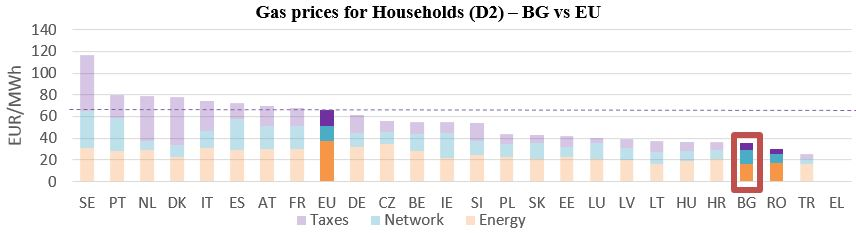 Gas prices for Households (D2) – BG vs EU
EUR/MWh
140
120
100
80
60
40
20
0
SE PT NL DK IT ES AT FR EU DE CZ BE IE SI PL SK EE LU LV LT HU HR BG RO TR EL
Taxes Network Energy